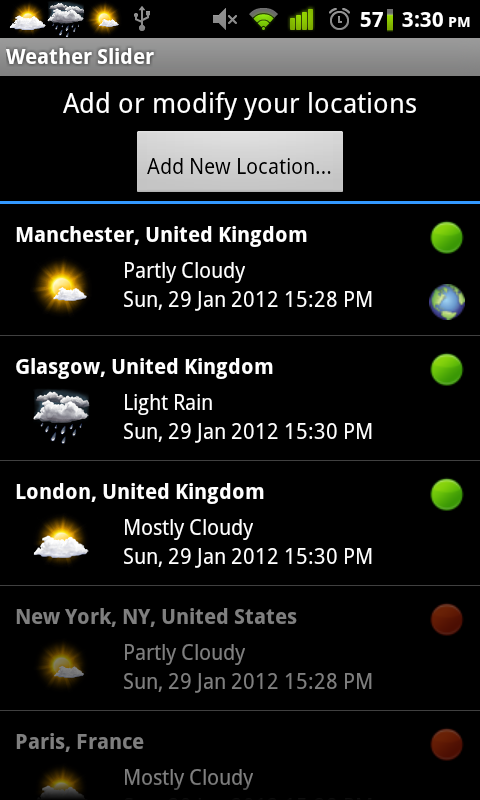 57 3:30 PM
Weather Slider
Add or modify your locations
Add New Location...
Manchester, United Kingdom
Partly Cloudy
Sun, 29 Jan 2012 15:28 PM
Glasgow, United Kingdom
Light Rain
Sun, 29 Jan 2012 15:30 PM
London, United Kingdom
Mostly Cloudy
Sun, 29 Jan 2012 15:30 PM
New York, NY, United States
Partly Cloudy
Sun, 29 Jan 2012 15:28 PM
Paris, France
Mostly Cloudy